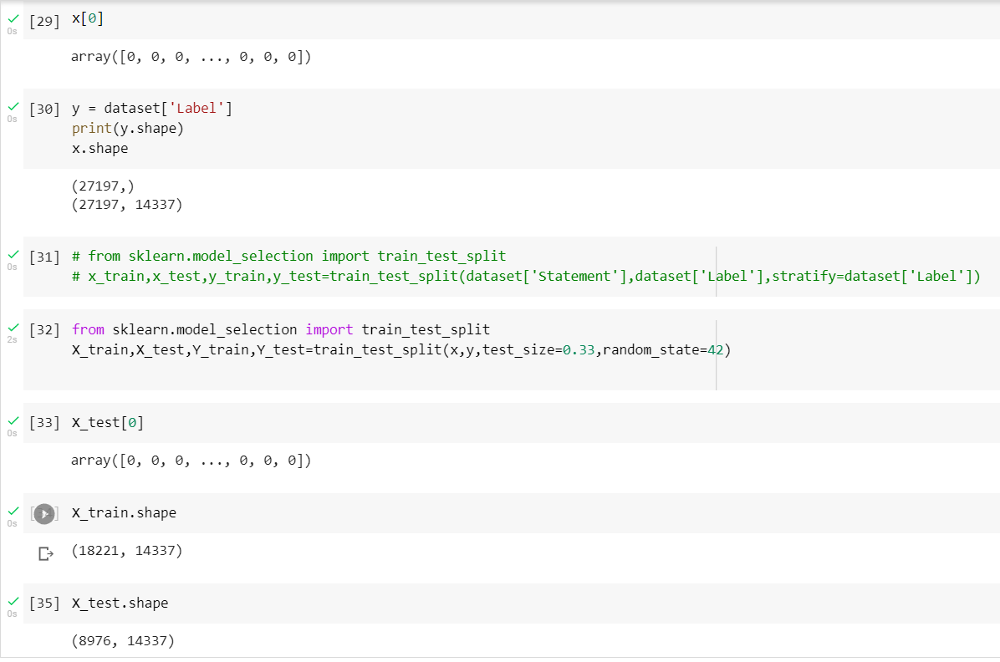 [29] x[0]
0s
array([0, 0, 0, ..., 0, 0, 0])
[30] y = dataset['Label']
0s
print(y.shape)
x.shape
(27197,)
(27197, 14337)
[31] # from sklearn.model_selection import train_test_split
0s
# x_train,x_test,y_train,y_test=train_test_split(dataset['Statement'],dataset['Label'],stratify=dataset['Label'])
[32] from sklearn.model_selection import train_test_split
2s
X_train,X_test,Y_train,Y_test=train_test_split(x,y,test_size=0.33,random_state=42)
[33] X_test[0]
0s
array([0, 0, 0, ..., 0, 0, 0])
X_train.shape
0s
(18221, 14337)
[35] X_test.shape
0s
(8976, 14337)